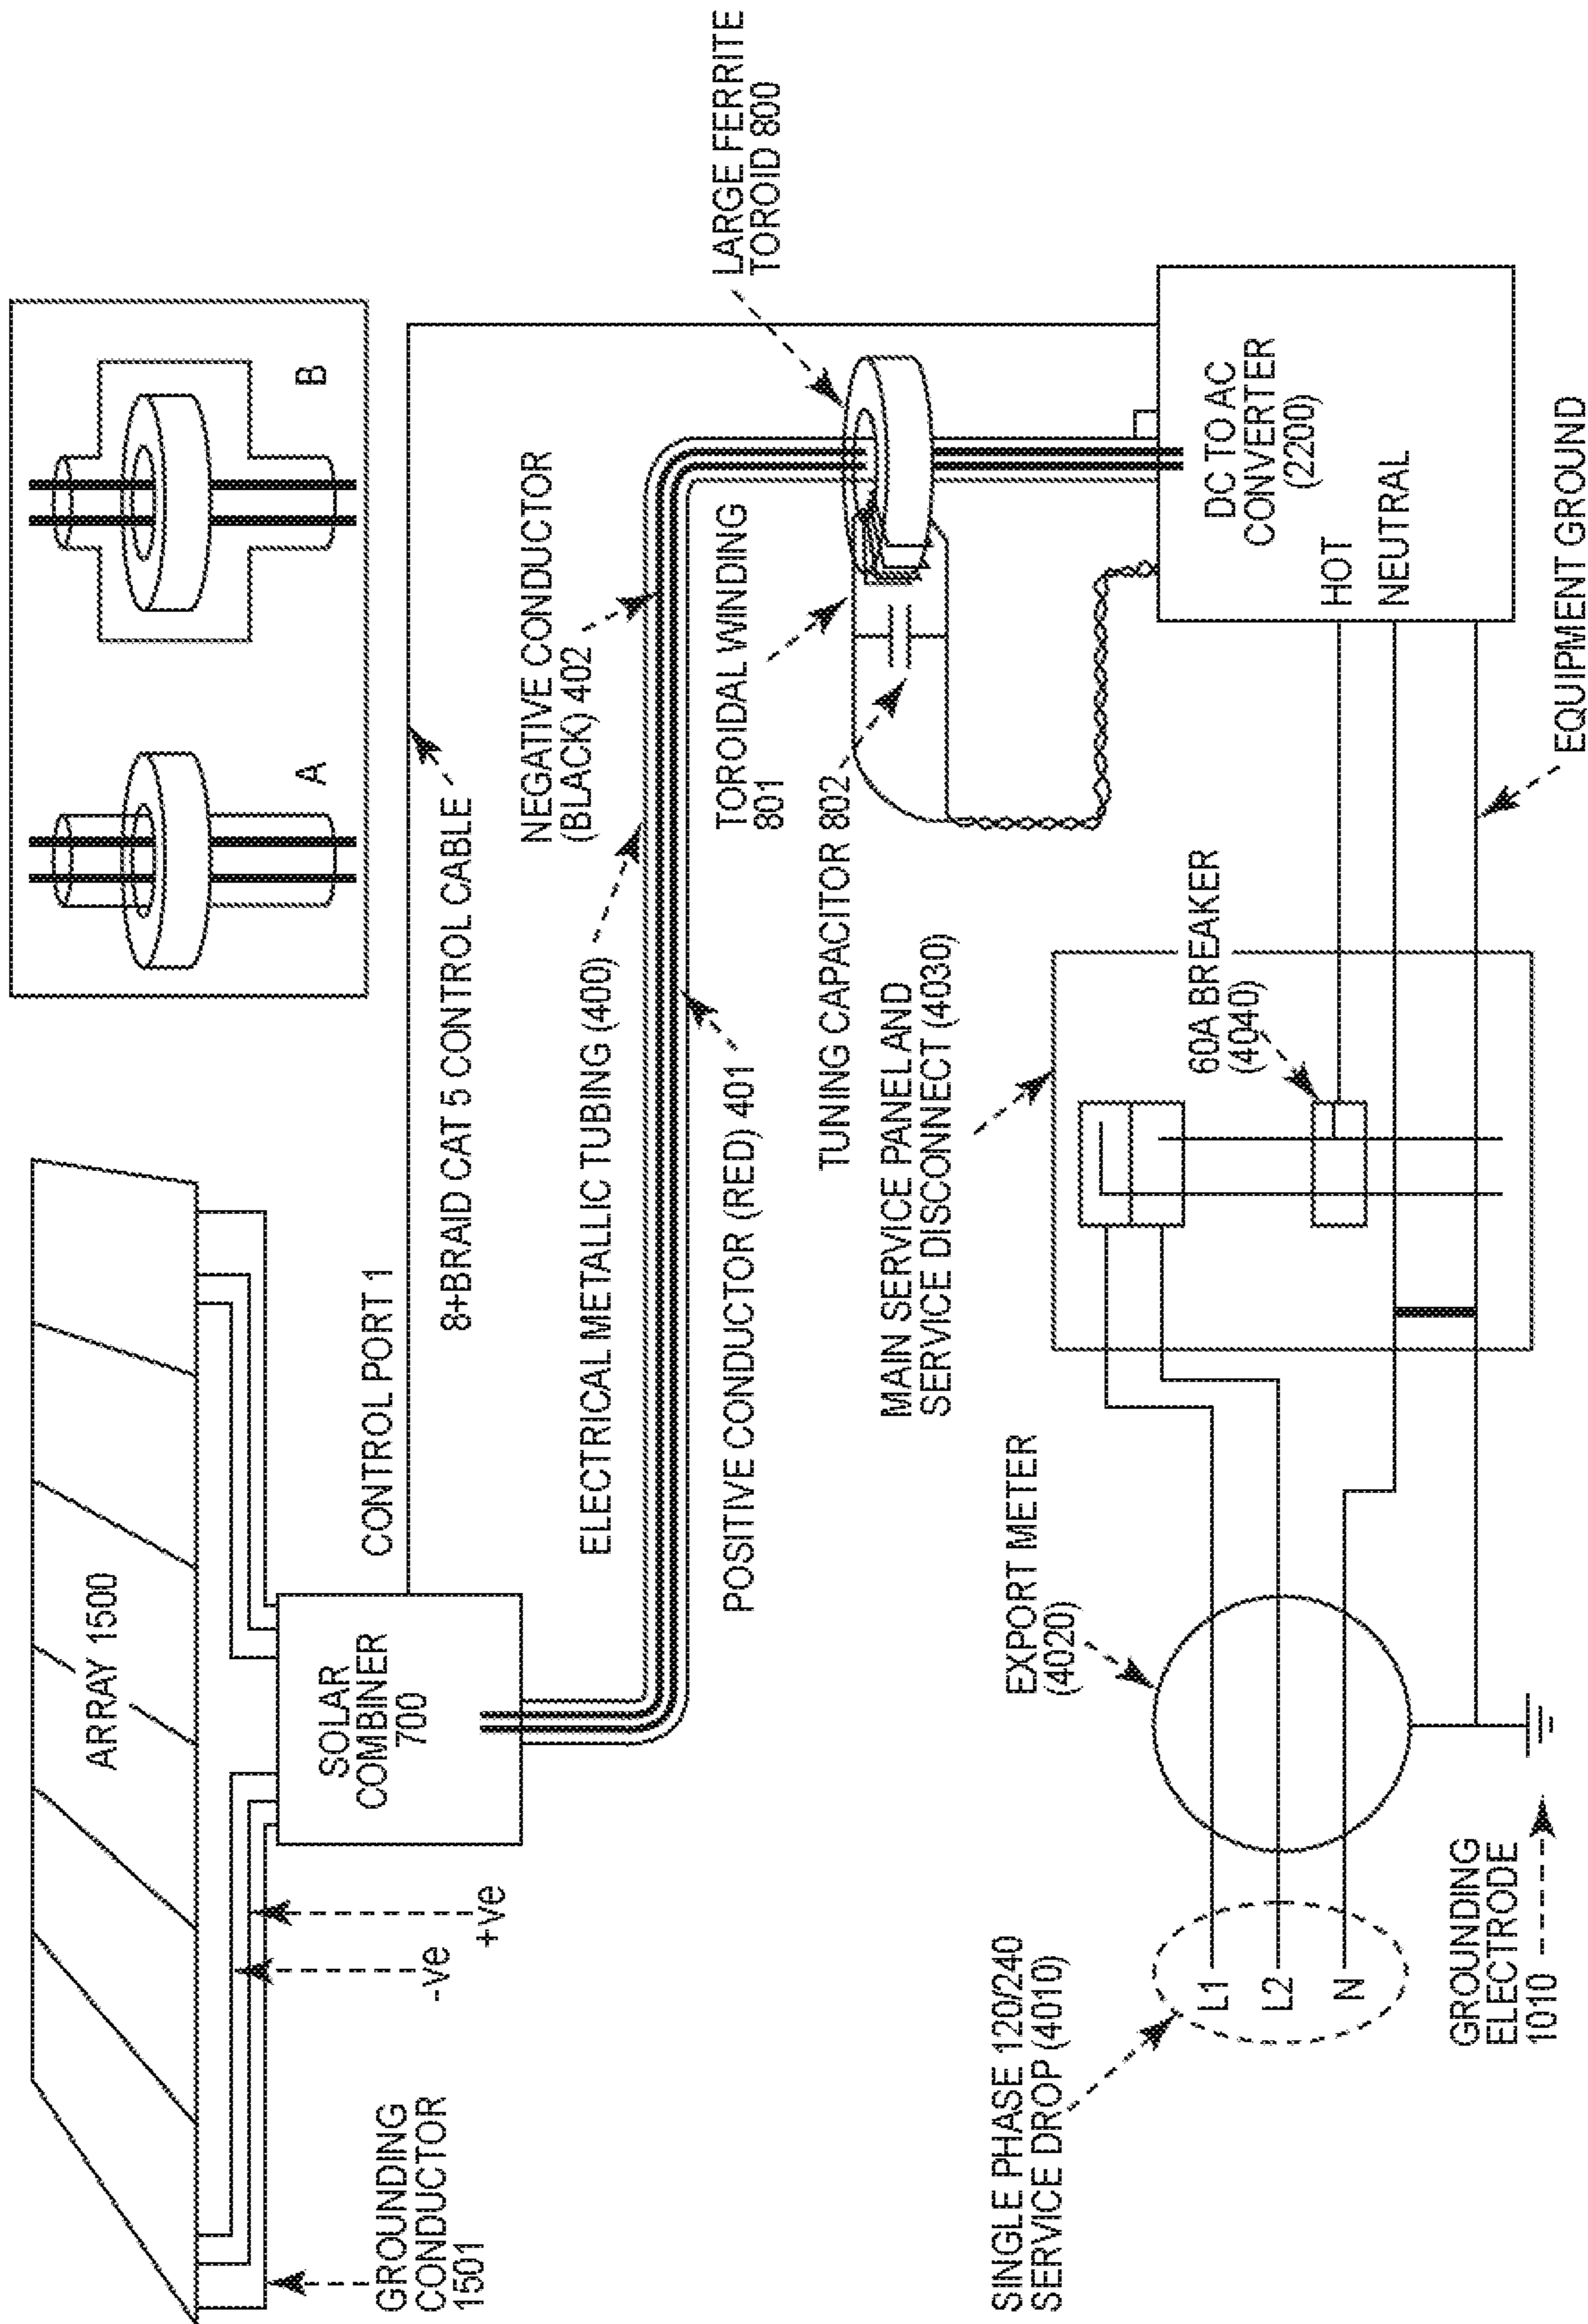 ARRAY 1500
GROUNDING
CONDUCTOR
1501
-ve
+ve
SOLAR
COMBINER
700
CONTROL PORT 1
8+BRAID CAT 5 CONTROL CABLE
A
B
ELECTRICAL METALLIC TUBING (400)
NEGATIVE CONDUCTOR
(BLACK) 402
POSITIVE CONDUCTOR (RED) 401
TOROIDAL WINDING
801
LARGE FERRITE
TOROID 800
TUNING CAPACITOR 802
SINGLE PHASE 120/240
SERVICE DROP (4010)
L1
L2
N
EXPORT METER
(4020)
MAIN SERVICE PANEL AND
SERVICE DISCONNECT (4030)
60A BREAKER
(4040)
DC TO AC
CONVERTER
(2200)
HOT
NEUTRAL
GROUNDING
ELECTRODE
1010
EQUIPMENT GROUND